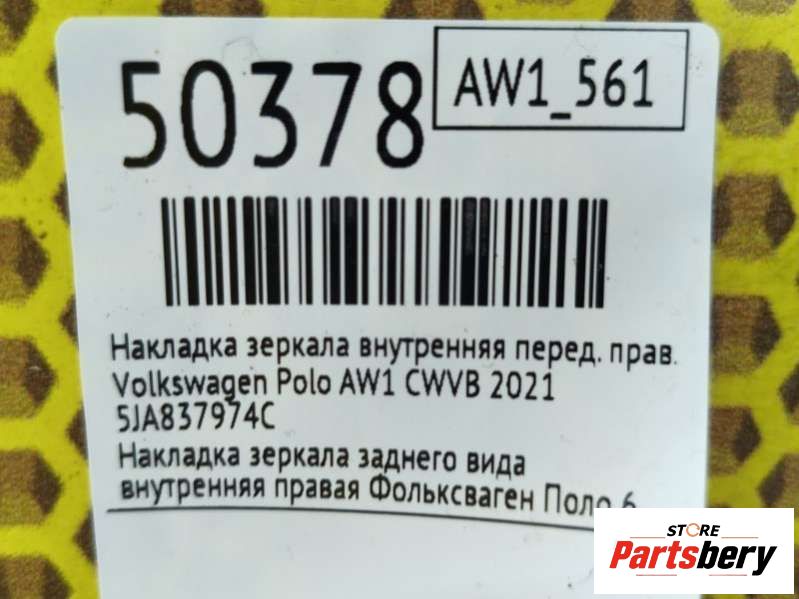 50378
AW1_561
Накладка зеркала внутренняя перед. прав.
Volkswagen Polo AW1 CWVB 2021
5JA837974C
Накладка зеркала заднего вида
внутренняя правая Фольксваген Поло 6
STORE
Partsbery